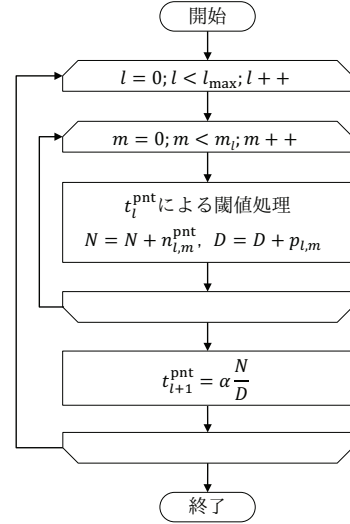 開始
l = 0; l < l_max; l + +
m = 0; m < m_l; m + +
t_l^pnt による閾値処理
N = N + n_{l,m}^pnt, D = D + p_{l,m}
t_{l+1}^pnt = α N/D
終了